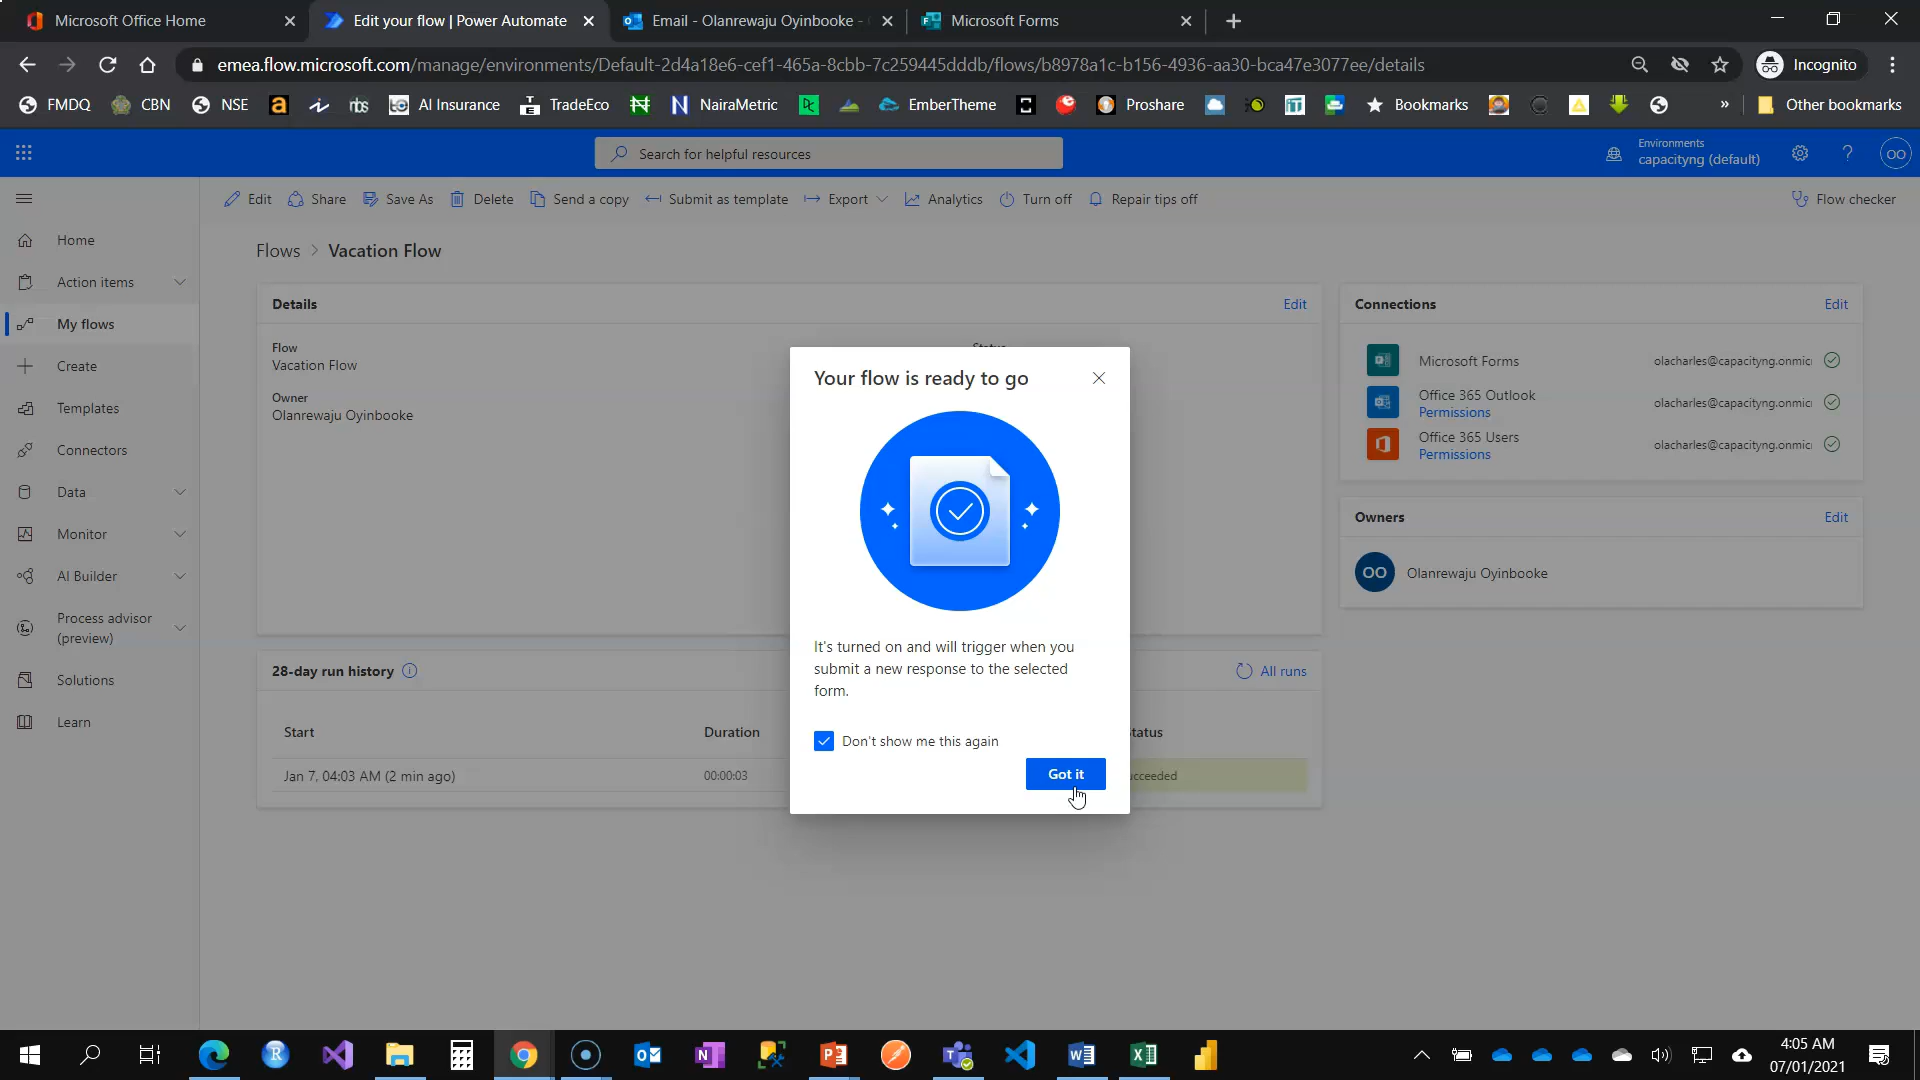 Microsoft Office Home
Edit your flow | Power Automate
Email - Olanrewaju Oyinbooke -
Microsoft Forms
emea.flow.microsoft.com/manage/environments/Default-2d4a18e6-cef1-465a-8cbb-7c259445dddb/flows/b8978a1c-b156-4936-aa30-bca47e3077ee/details
Incognito
FMDQ
CBN
NSE
AI Insurance
TradeEco
NairaMetric
EmberTheme
Proshare
Bookmarks
Other bookmarks
Search for helpful resources
Environments
capacityng (default)
OO
Edit
Share
Save As
Delete
Send a copy
Submit as template
Export
Analytics
Turn off
Repair tips off
Flow checker
Home
Action items
My flows
Create
Templates
Connectors
Data
Monitor
AI Builder
Process advisor
(preview)
Solutions
Learn
Flows > Vacation Flow
Details
Edit
Flow
Vacation Flow
Owner
Olanrewaju Oyinbooke
Connections
Edit
Microsoft Forms
olacharles@capacityng.onmic
Office 365 Outlook
Permissions
olacharles@capacityng.onmic
Office 365 Users
Permissions
olacharles@capacityng.onmic
Owners
Edit
OO
Olanrewaju Oyinbooke
28-day run history
All runs
Start
Duration
Jan 7, 04:03 AM (2 min ago)
00:00:03
ucceeded
Your flow is ready to go
It's turned on and will trigger when you
submit a new response to the selected
form.
Don't show me this again
Got it
4:05 AM
07/01/2021